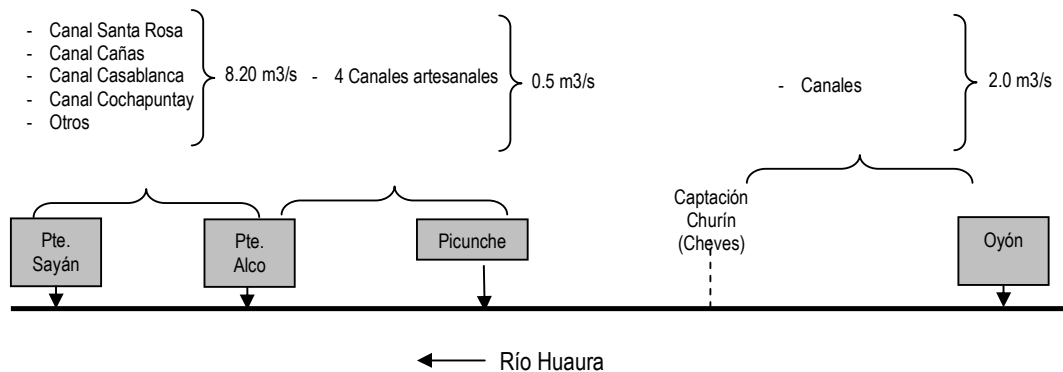 - Canal Santa Rosa
- Canal Cañas
- Canal Casablanca
- Canal Cochapuntay
- Otros
8.20 m3/s
- 4 Canales artesanales
0.5 m3/s
- Canales
2.0 m3/s
Pte.
Sayán
Pte.
Alco
Picunche
Captación
Churín
(Cheves)
Oyón
Río Huaura